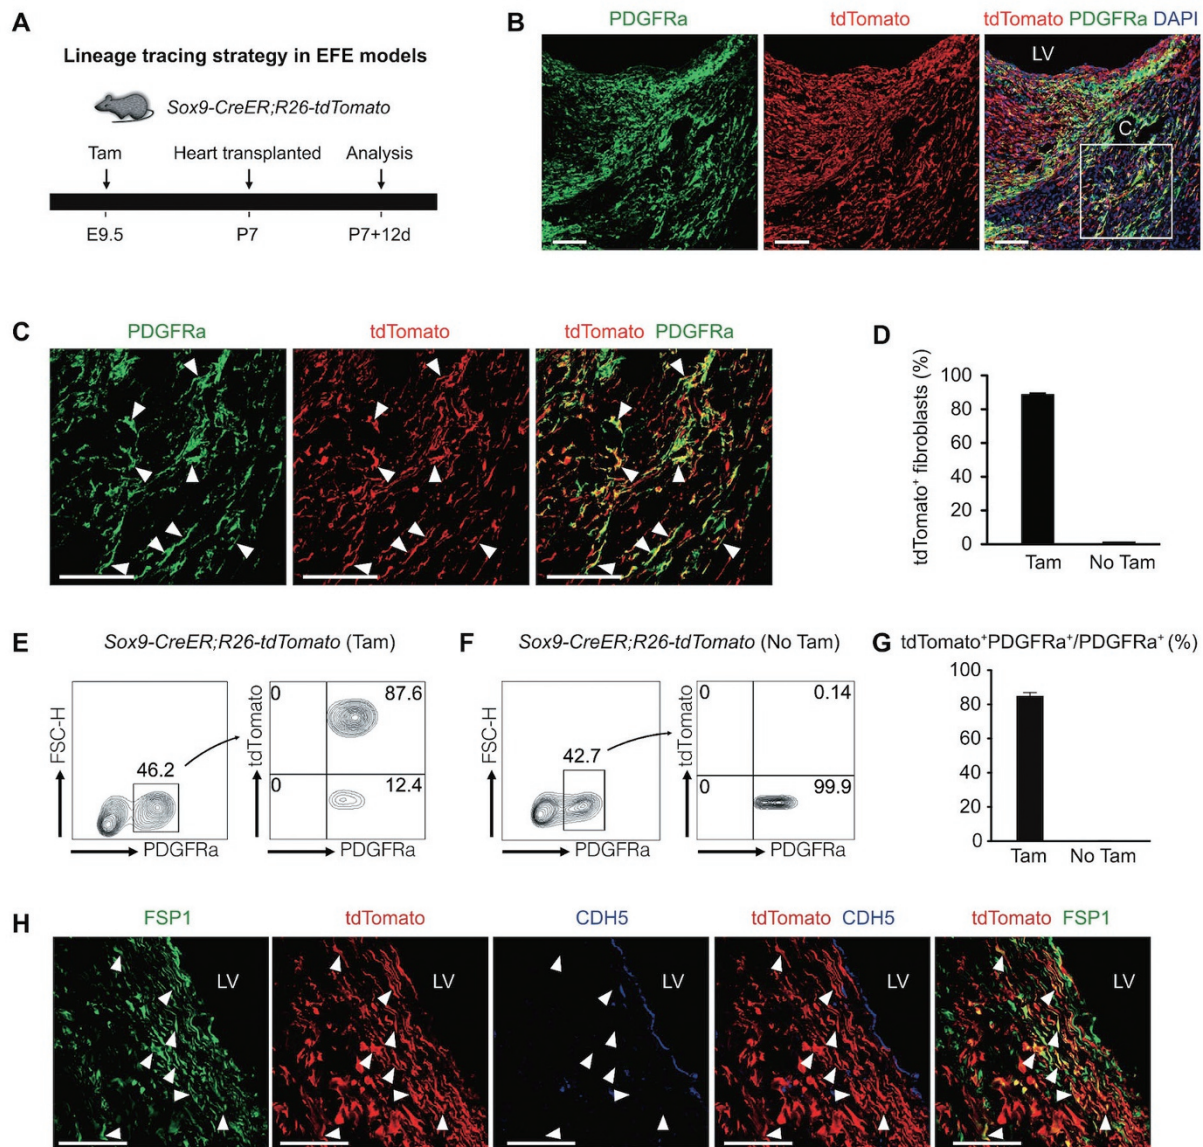 A
Lineage tracing strategy in EFE models
Sox9-CreER;R26-tdTomato
Tam Heart transplanted Analysis
E9.5 P7 P7+12d
B
PDGFRa tdTomato tdTomato PDGFRa DAPI
LV
C
C
PDGFRa tdTomato tdTomato PDGFRa
D
tdTomato⁺ fibroblasts (%)
100
80
60
40
20
0
Tam No Tam
E
Sox9-CreER;R26-tdTomato (Tam)
FSC-H
46.2
PDGFRa
tdTomato
0 87.6
0 12.4
PDGFRa
F
Sox9-CreER;R26-tdTomato (No Tam)
FSC-H
42.7
PDGFRa
tdTomato
0 0.14
0 99.9
PDGFRa
G
tdTomato⁺PDGFRa⁺/PDGFRa⁺ (%)
100
80
60
40
20
0
Tam No Tam
H
FSP1 tdTomato CDH5 tdTomato CDH5 tdTomato FSP1
LV LV LV LV LV